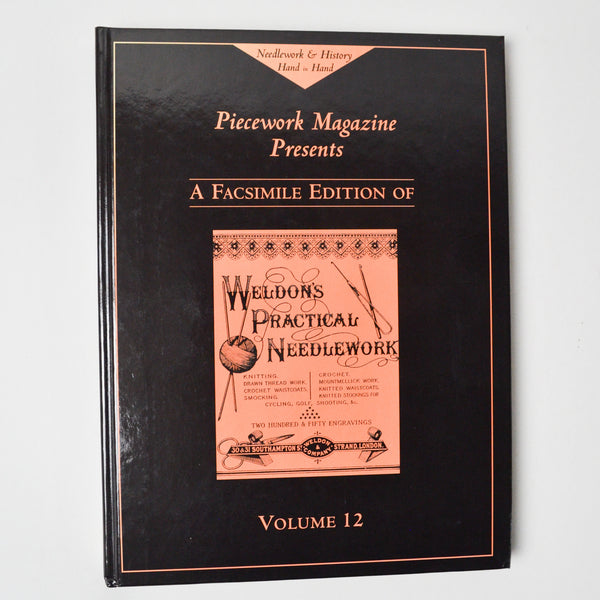 Needlework & History
Hand in Hand
Piecework Magazine
Presents
A Facsimile Edition of
WELDON'S
PRACTICAL
NEEDLEWORK
KNITTING.
DRAWN THREAD WORK.
CROCHET WAISTCOATS.
SMOCKING.
CROCHET.
MOUNTMELLICK WORK.
KNITTED WAISTCOATS.
KNITTED STOCKINGS FOR
CYCLING, GOLF, SHOOTING, &c.
TWO HUNDRED & FIFTY ENGRAVINGS
30 & 31 SOUTHAMPTON ST. WELDON & COMPANY STRAND. LONDON.
Volume 12